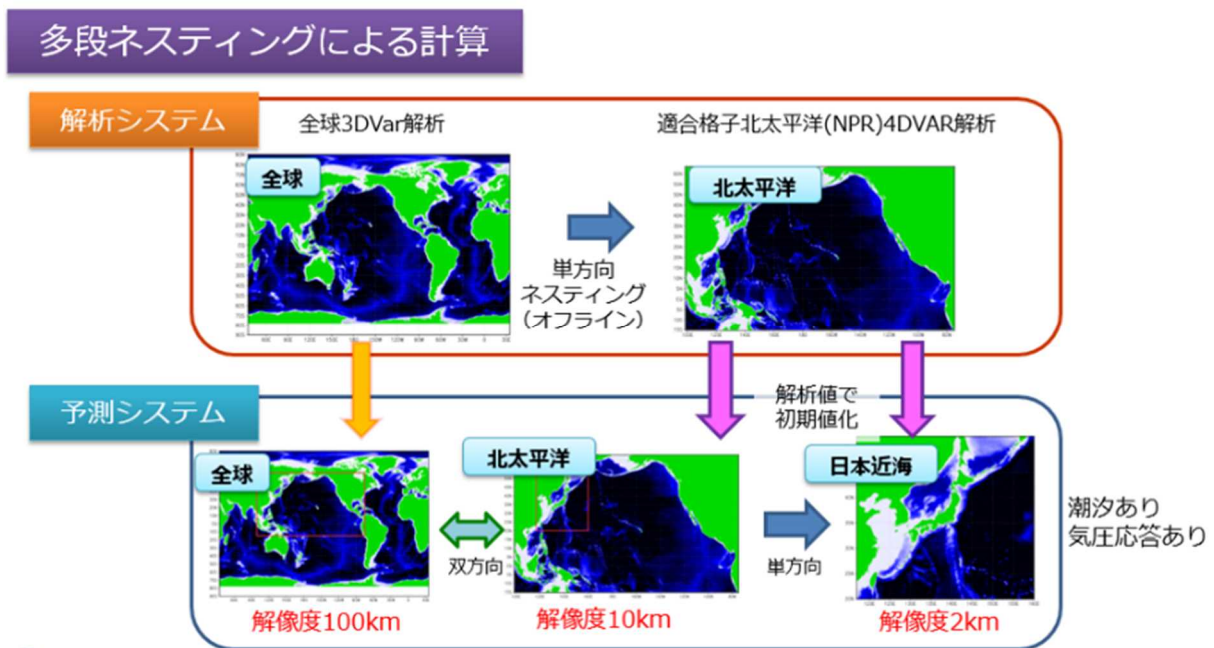 多段ネスティングによる計算
解析システム
全球3DVar解析
適合格子北太平洋(NPR)4DVAR解析
全球
北太平洋
単方向
ネスティング
（オフライン）
予測システム
解析値で
初期値化
全球
北太平洋
日本近海
双方向
単方向
潮汐あり
気圧応答あり
解像度100km
解像度10km
解像度2km